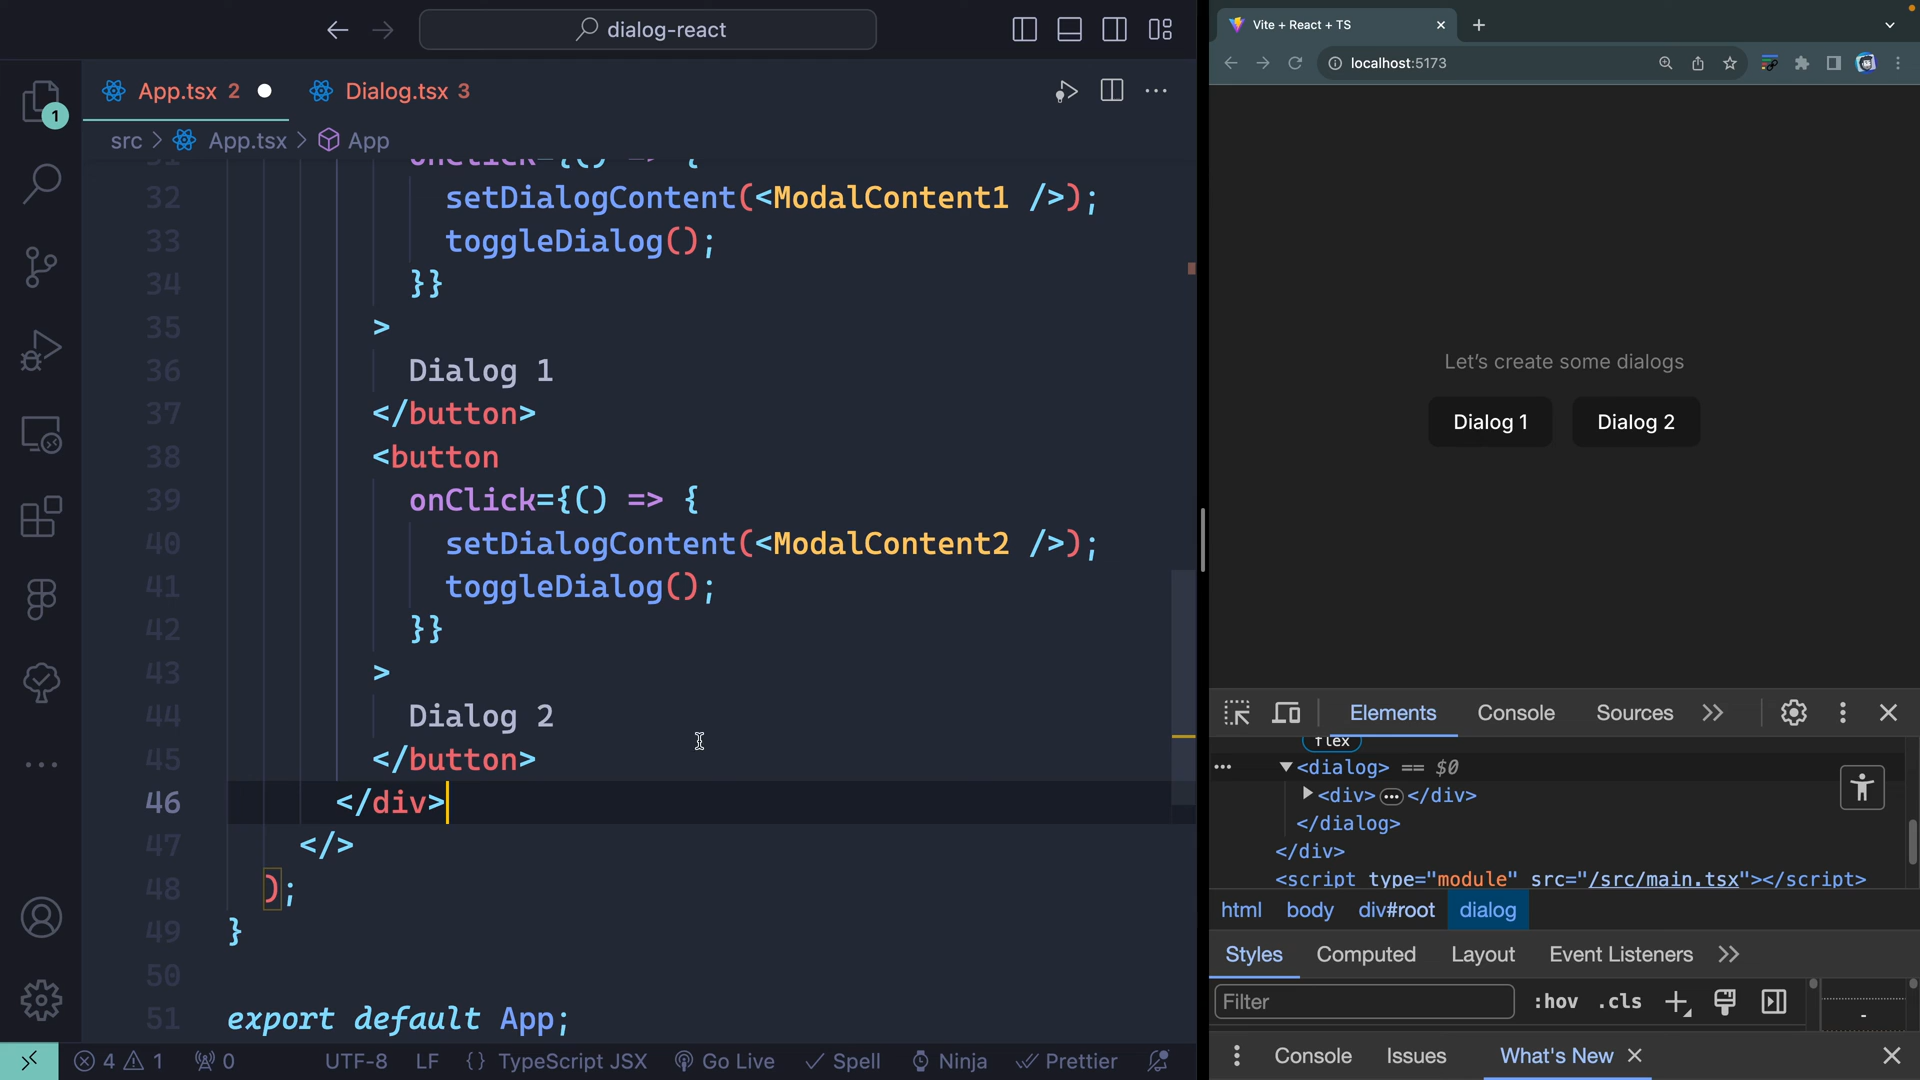 dialog-react
App.tsx 2
Dialog.tsx 3
src > App.tsx > App
31 onClick={() => {
32 setDialogContent(<ModalContent1 />);
33 toggleDialog();
34 }}
35 >
36 Dialog 1
37 </button>
38 <button
39 onClick={() => {
40 setDialogContent(<ModalContent2 />);
41 toggleDialog();
42 }}
43 >
44 Dialog 2
45 </button>
46 </div>
47 </>
48 );
49 }
50
51 export default App;
1
4 1 0 UTF-8 LF {} TypeScript JSX Go Live Spell Ninja Prettier
Vite + React + TS
localhost:5173
Let's create some dialogs
Dialog 1 Dialog 2
Elements Console Sources
flex
<dialog> == $0
<div> … </div>
</dialog>
</div>
<script type="module" src="/src/main.tsx"></script>
html body div#root dialog
Styles Computed Layout Event Listeners
Filter :hov .cls
-
Console Issues What's New